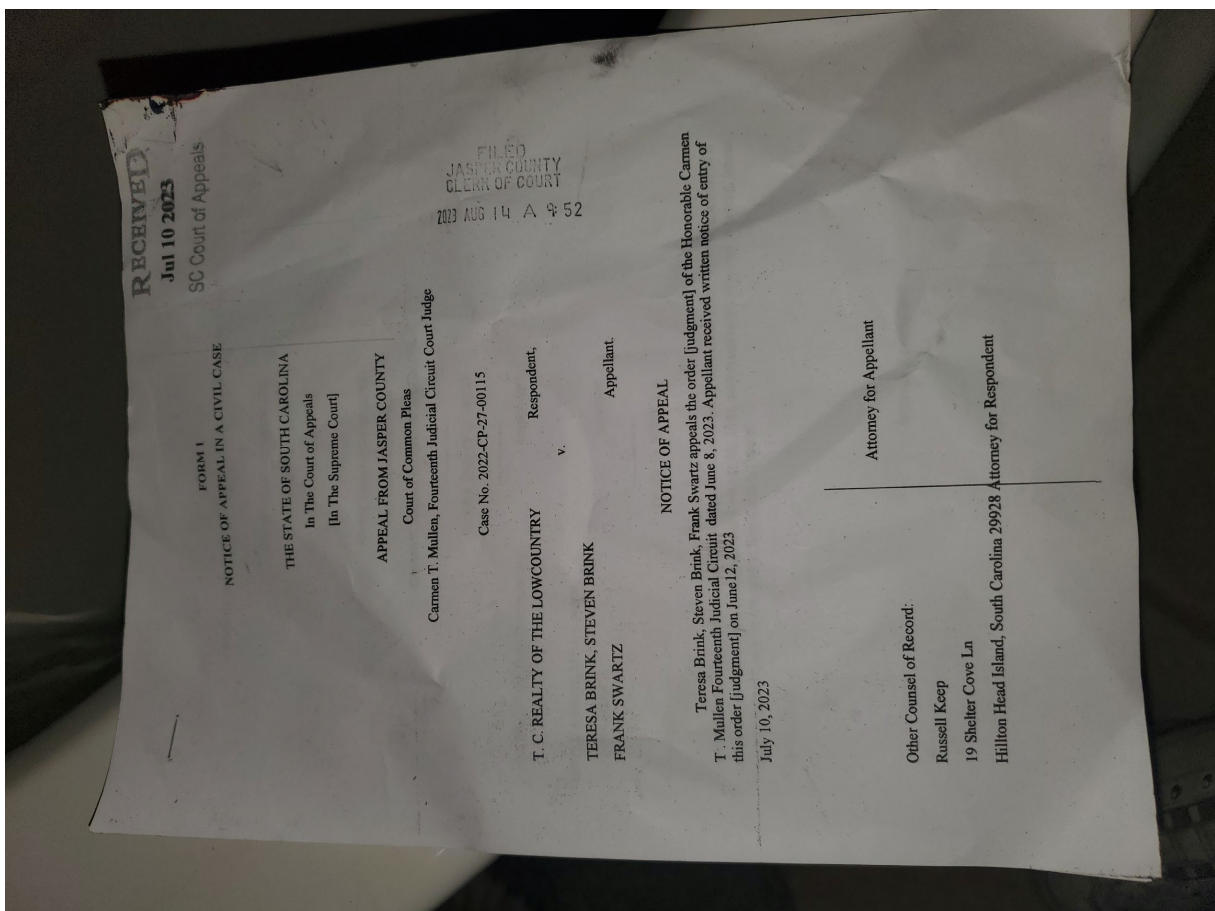 RECEIVED
Jul 10 2023
SC Court of Appeals
FORM 1
NOTICE OF APPEAL IN A CIVIL CASE
THE STATE OF SOUTH CAROLINA
In The Court of Appeals
[In The Supreme Court]
FILED
JASPER COUNTY
CLERK OF COURT
2023 AUG 14 A 9:52
APPEAL FROM JASPER COUNTY
Court of Common Pleas
Carmen T. Mullen, Fourteenth Judicial Circuit Court Judge
Case No. 2022-CP-27-00115
T. C. REALTY OF THE LOWCOUNTRY Respondent,
v.
TERESA BRINK, STEVEN BRINK
FRANK SWARTZ Appellant.
NOTICE OF APPEAL
Teresa Brink, Steven Brink, Frank Swartz appeals the order [judgment] of the Honorable Carmen
T. Mullen Fourteenth Judicial Circuit dated June 8, 2023. Appellant received written notice of entry of
this order [judgment] on June12, 2023
July 10, 2023
Attorney for Appellant
Other Counsel of Record:
Russell Keep
19 Shelter Cove Ln
Hillton Head Island, South Carolina 29928 Attorney for Respondent